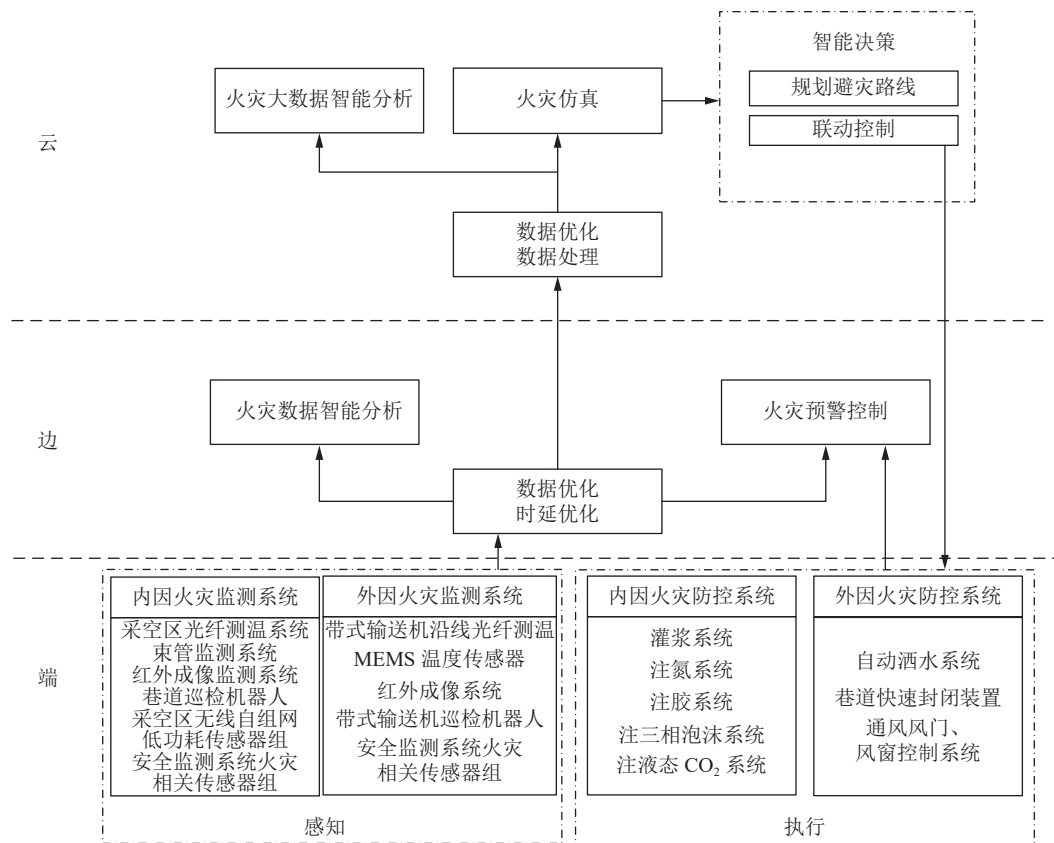 智能决策
规划避灾路线
联动控制
火灾大数据智能分析
火灾仿真
云
数据优化
数据处理
火灾数据智能分析
火灾预警控制
边
数据优化
时延优化
端
内因火灾监测系统
采空区光纤测温系统
束管监测系统
红外成像监测系统
巷道巡检机器人
采空区无线自组网
低功耗传感器组
安全监测系统火灾
相关传感器组
外因火灾监测系统
带式输送机沿线光纤测温
MEMS 温度传感器
红外成像系统
带式输送机巡检机器人
安全监测系统火灾
相关传感器组
感知
内因火灾防控系统
灌浆系统
注氮系统
注胶系统
注三相泡沫系统
注液态 CO₂ 系统
外因火灾防控系统
自动洒水系统
巷道快速封闭装置
通风风门、
风窗控制系统
执行